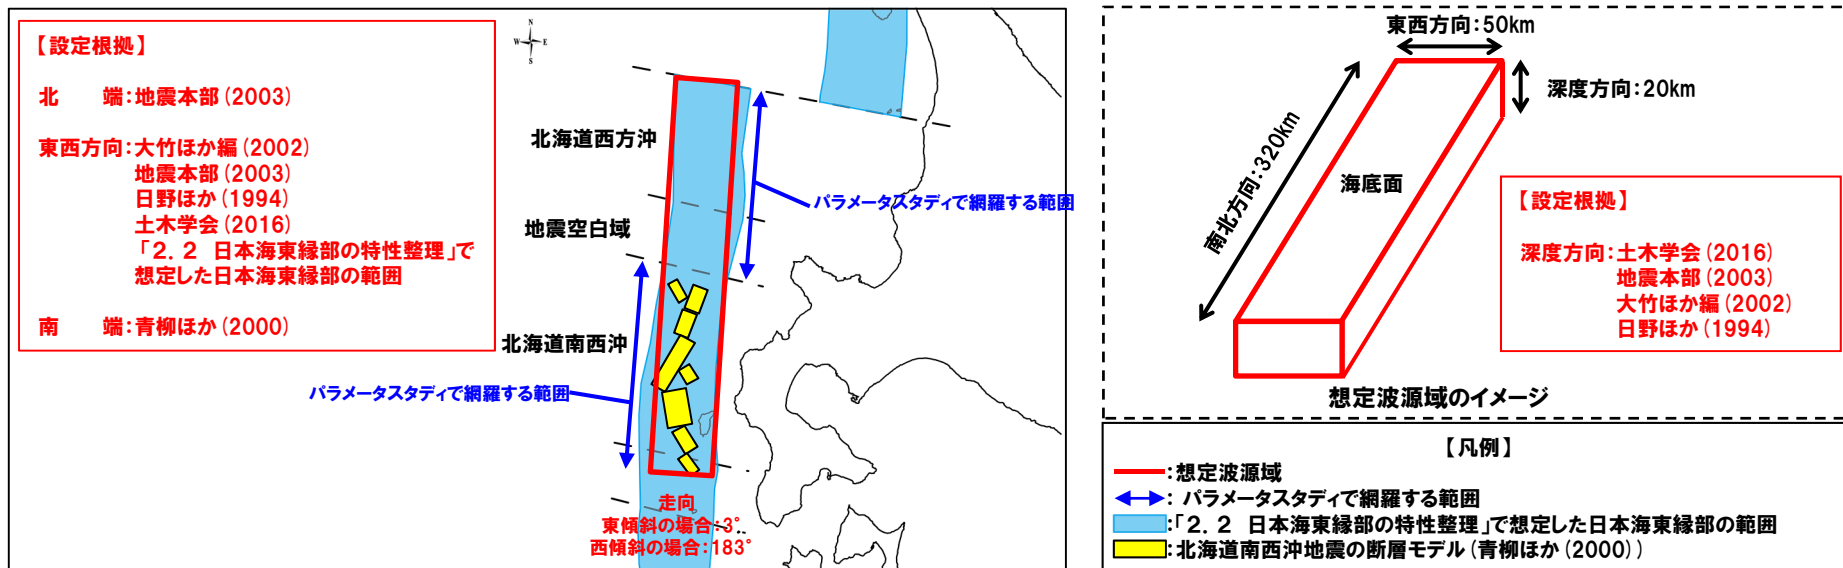 【設定根拠】
北　　端：地震本部(2003)
東西方向：大竹ほか編(2002)
地震本部(2003)
日野ほか(1994)
土木学会(2016)
「２．２　日本海東縁部の特性整理」で
想定した日本海東縁部の範囲
南　　端：青柳ほか(2000)
N
W E
S
北海道西方沖
パラメータスタディで網羅する範囲
地震空白域
北海道南西沖
パラメータスタディで網羅する範囲
走向
東傾斜の場合：3°
西傾斜の場合：183°
東西方向：50km
深度方向：20km
南北方向：320km
海底面
【設定根拠】
深度方向：土木学会(2016)
地震本部(2003)
大竹ほか編(2002)
日野ほか(1994)
想定波源域のイメージ
【凡例】
：想定波源域
：パラメータスタディで網羅する範囲
：「２．２　日本海東縁部の特性整理」で想定した日本海東縁部の範囲
：北海道南西沖地震の断層モデル(青柳ほか(2000))